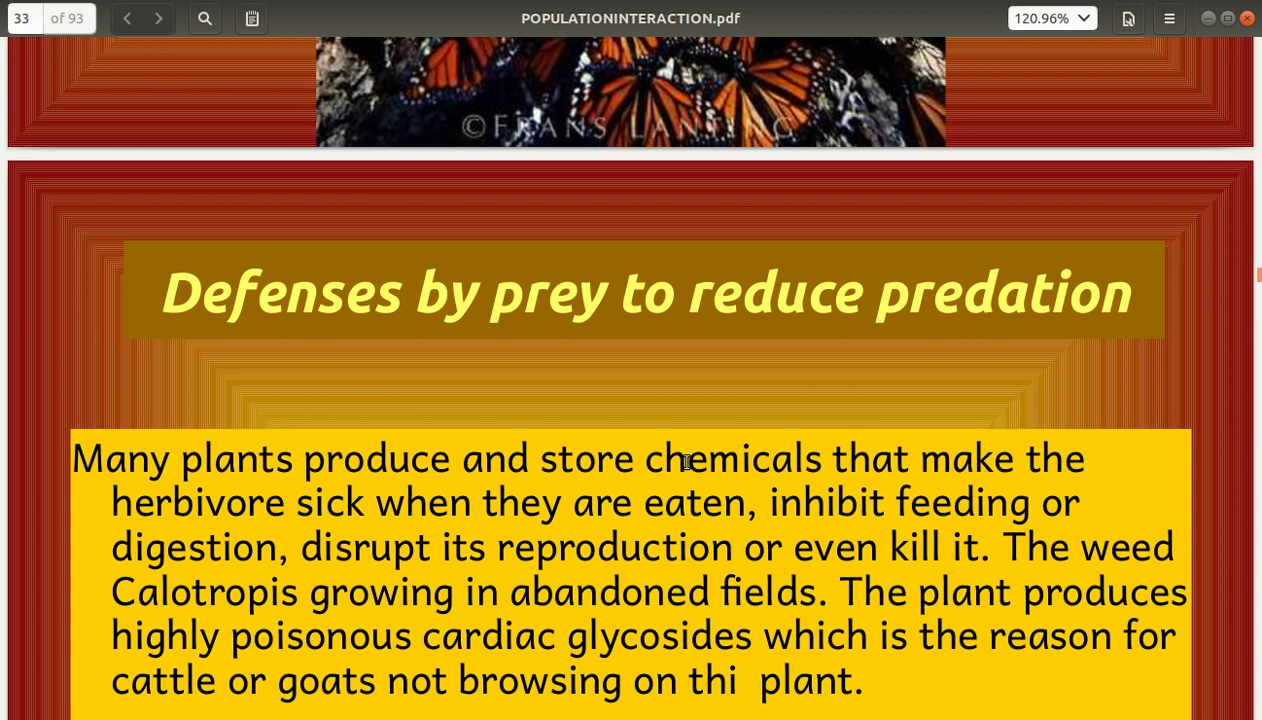 33 of 93 POPULATIONINTERACTION.pdf 120.96%
©FRANS LANTING
Defenses by prey to reduce predation
Many plants produce and store chemicals that make the
herbivore sick when they are eaten, inhibit feeding or
digestion, disrupt its reproduction or even kill it. The weed
Calotropis growing in abandoned fields. The plant produces
highly poisonous cardiac glycosides which is the reason for
cattle or goats not browsing on thi plant.